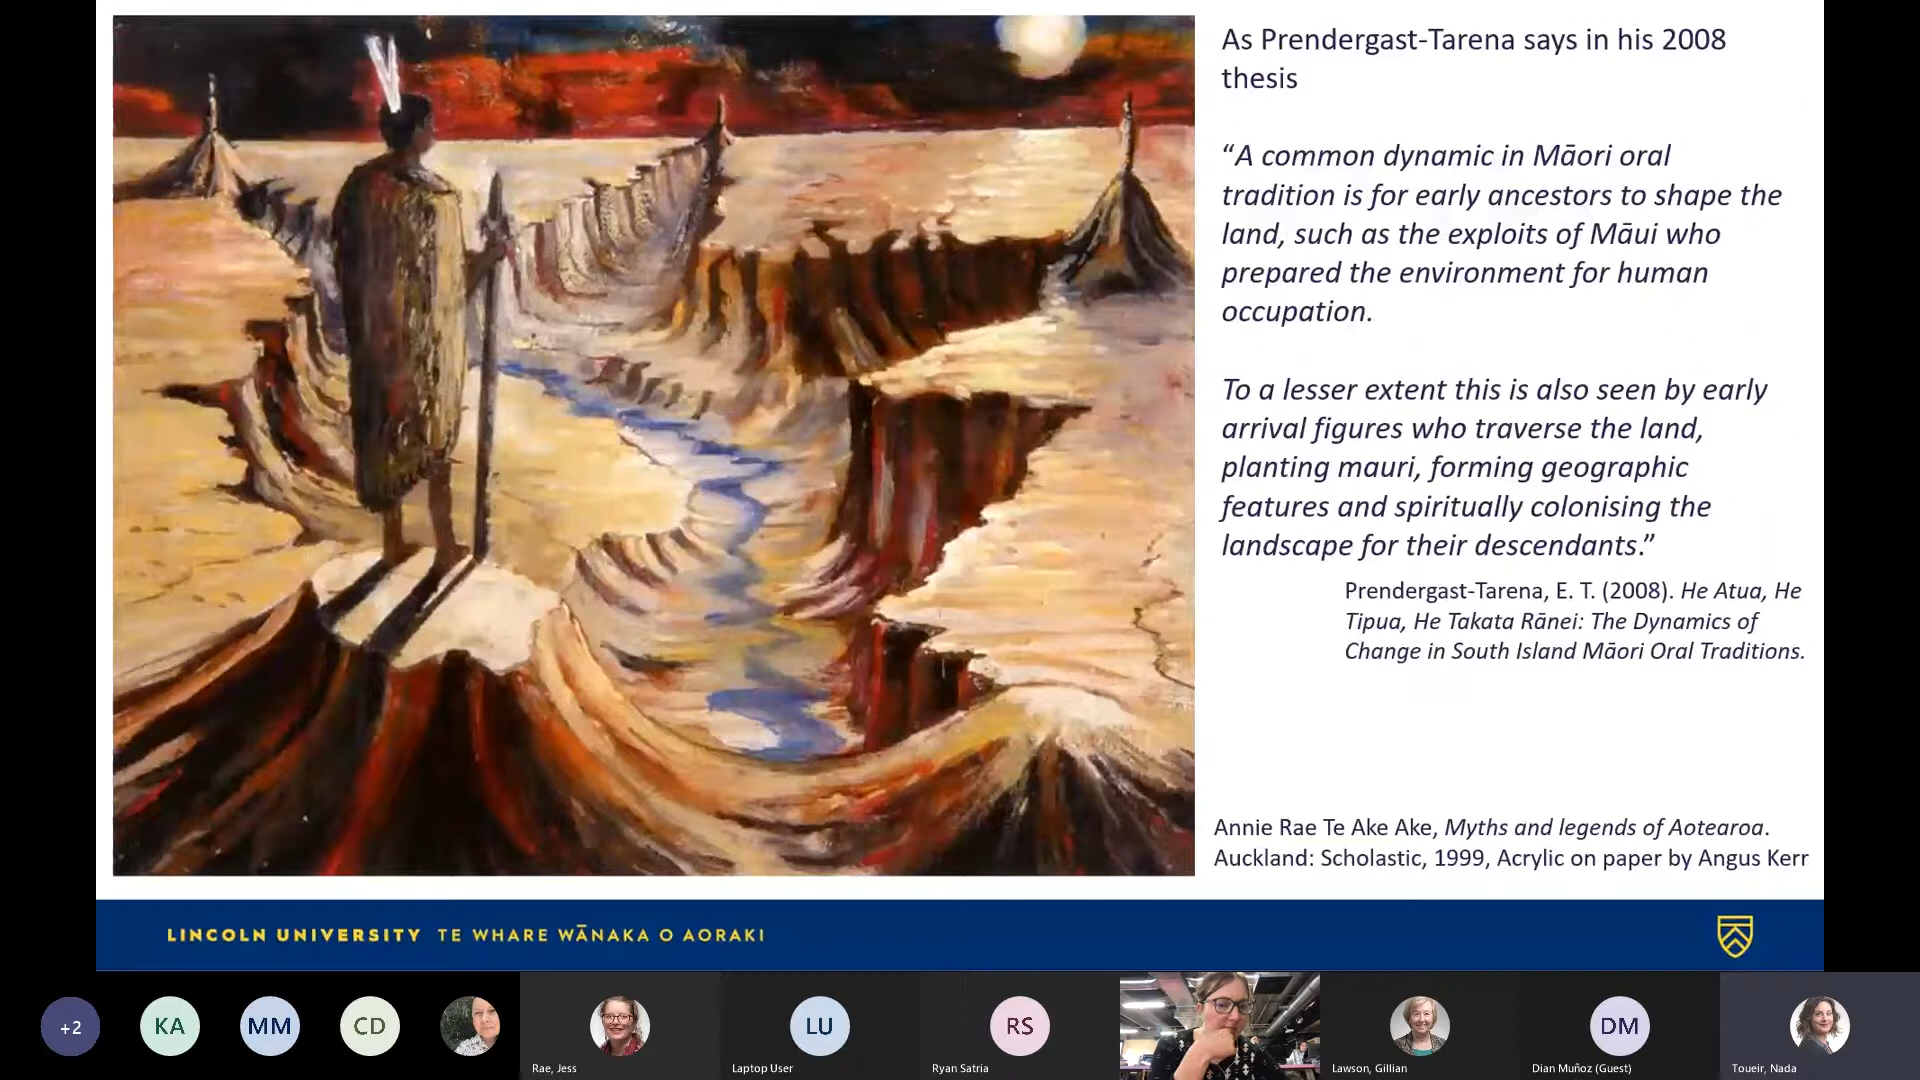 As Prendergast-Tarena says in his 2008
thesis
“A common dynamic in Māori oral
tradition is for early ancestors to shape the
land, such as the exploits of Māui who
prepared the environment for human
occupation.
To a lesser extent this is also seen by early
arrival figures who traverse the land,
planting mauri, forming geographic
features and spiritually colonising the
landscape for their descendants.”
Prendergast-Tarena, E. T. (2008). He Atua, He
Tipua, He Takata Rānei: The Dynamics of
Change in South Island Māori Oral Traditions.
Annie Rae Te Ake Ake, Myths and legends of Aotearoa.
Auckland: Scholastic, 1999, Acrylic on paper by Angus Kerr
LINCOLN UNIVERSITY TE WHARE WĀNAKA O AORAKI
+2
KA
MM
CD
LU
RS
DM
Rae, Jess
Laptop User
Ryan Satria
Lawson, Gillian
Dian Muñoz (Guest)
Toueir, Nada